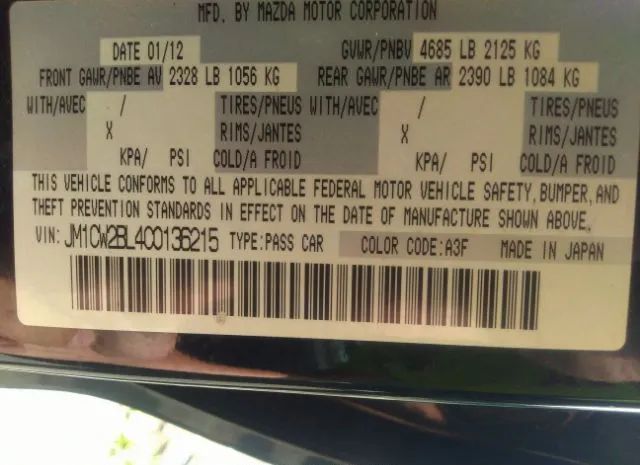 MFD. BY MAZDA MOTOR CORPORATION
DATE 01/12 GVWR/PNBV 4685 LB 2125 KG
FRONT GAWR/PNBE AV 2328 LB 1056 KG REAR GAWR/PNBE AR 2390 LB 1084 KG
WITH/AVEC / TIRES/PNEUS WITH/AVEC / TIRES/PNEUS
X RIMS/JANTES X RIMS/JANTES
KPA/ PSI COLD/A FROID KPA/ PSI COLD/A FROID
THIS VEHICLE CONFORMS TO ALL APPLICABLE FEDERAL MOTOR VEHICLE SAFETY, BUMPER, AND
THEFT PREVENTION STANDARDS IN EFFECT ON THE DATE OF MANUFACTURE SHOWN ABOVE.
VIN: JM1CW2BL4C0136215 TYPE:PASS CAR COLOR CODE:A3F MADE IN JAPAN